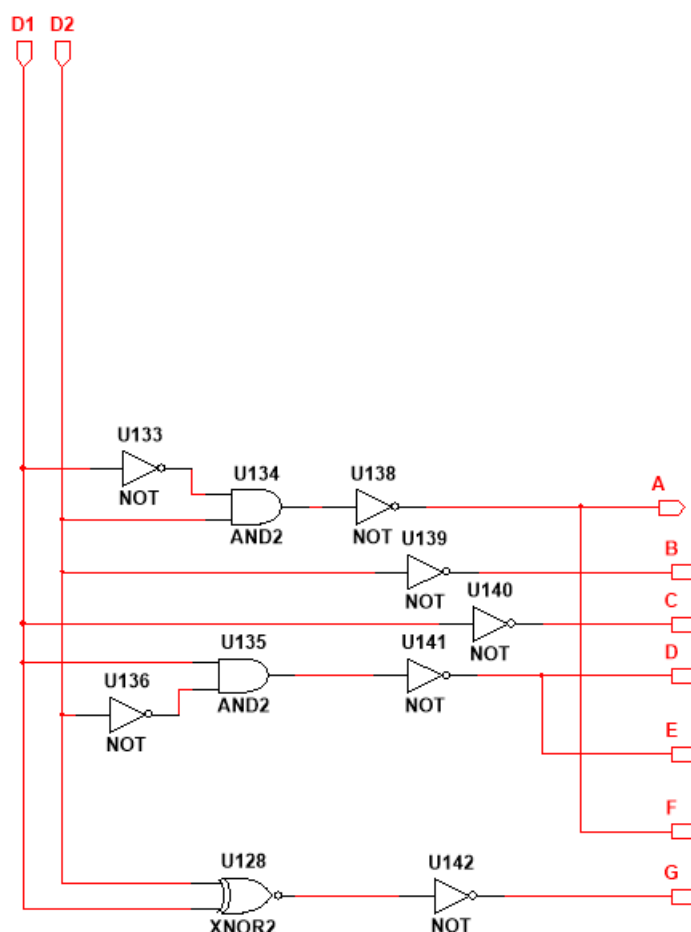 D1 D2
U133
NOT
U134
AND2
U138
NOT
A
U139
NOT
B
U140
NOT
C
U135
AND2
U141
NOT
D
U136
NOT
E
F
U128
XNOR2
U142
NOT
G